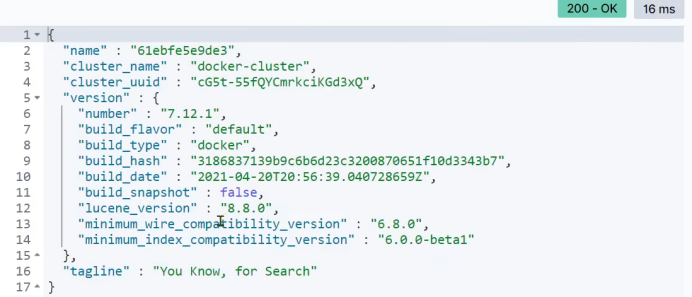 200 - OK
16 ms
1 {
2 "name" : "61ebfe5e9de3",
3 "cluster_name" : "docker-cluster",
4 "cluster_uuid" : "cG5t-55fQYCmrkciKGd3xQ",
5 "version" : {
6 "number" : "7.12.1",
7 "build_flavor" : "default",
8 "build_type" : "docker",
9 "build_hash" : "3186837139b9c6b6d23c3200870651f10d3343b7",
10 "build_date" : "2021-04-20T20:56:39.040728659Z",
11 "build_snapshot" : false,
12 "lucene_version" : "8.8.0",
13 "minimum_wire_compatibility_version" : "6.8.0",
14 "minimum_index_compatibility_version" : "6.0.0-beta1"
15 },
16 "tagline" : "You Know, for Search"
17 }